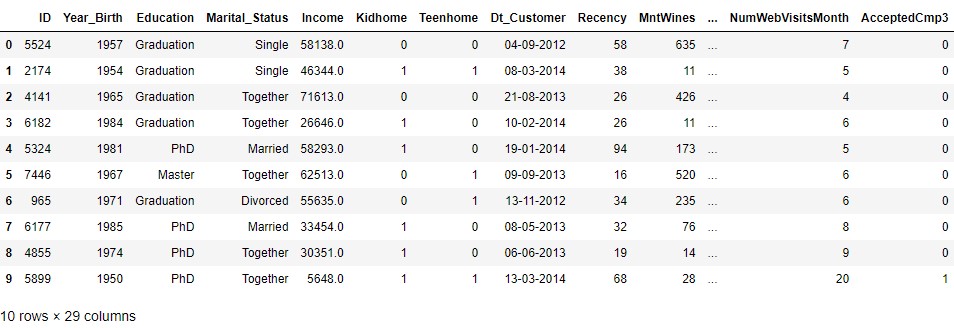 ID Year_Birth Education Marital_Status Income Kidhome Teenhome Dt_Customer Recency MntWines ... NumWebVisitsMonth AcceptedCmp3
0 5524 1957 Graduation Single 58138.0 0 0 04-09-2012 58 635 ... 7 0
1 2174 1954 Graduation Single 46344.0 1 1 08-03-2014 38 11 ... 5 0
2 4141 1965 Graduation Together 71613.0 0 0 21-08-2013 26 426 ... 4 0
3 6182 1984 Graduation Together 26646.0 1 0 10-02-2014 26 11 ... 6 0
4 5324 1981 PhD Married 58293.0 1 0 19-01-2014 94 173 ... 5 0
5 7446 1967 Master Together 62513.0 0 1 09-09-2013 16 520 ... 6 0
6 965 1971 Graduation Divorced 55635.0 0 1 13-11-2012 34 235 ... 6 0
7 6177 1985 PhD Married 33454.0 1 0 08-05-2013 32 76 ... 8 0
8 4855 1974 PhD Together 30351.0 1 0 06-06-2013 19 14 ... 9 0
9 5899 1950 PhD Together 5648.0 1 1 13-03-2014 68 28 ... 20 1
10 rows × 29 columns